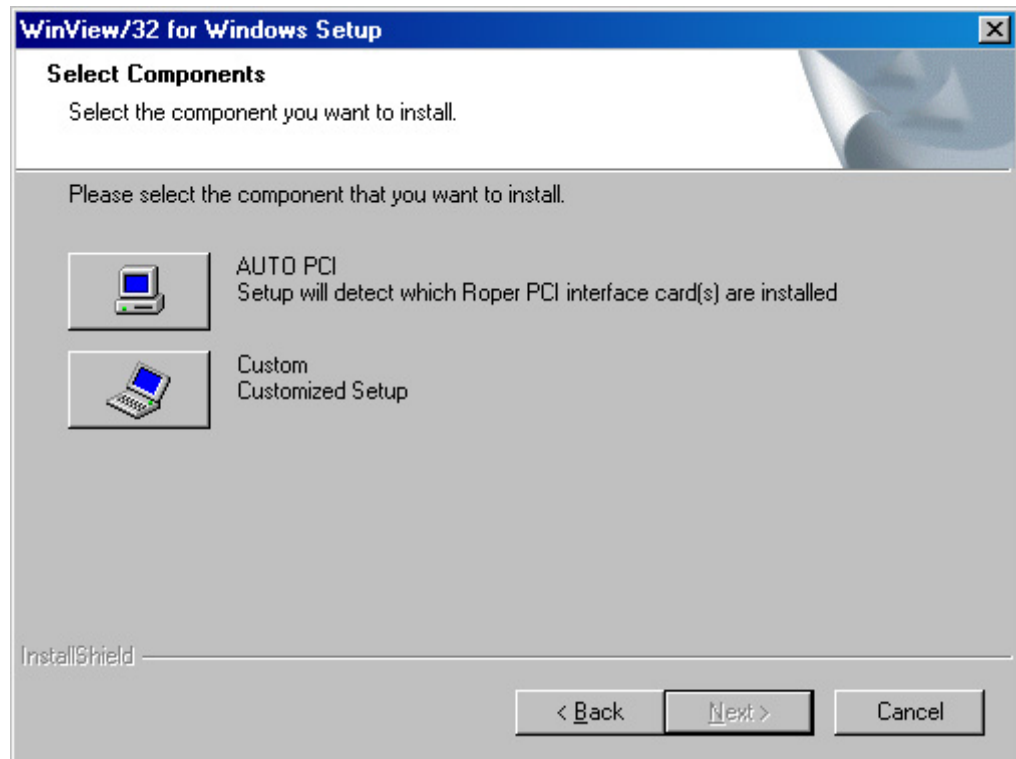 WinView/32 for Windows Setup
Select Components
Select the component you want to install.
Please select the component that you want to install.
AUTO PCI
Setup will detect which Roper PCI interface card(s) are installed
Custom
Customized Setup
InstallShield
< Back Next > Cancel